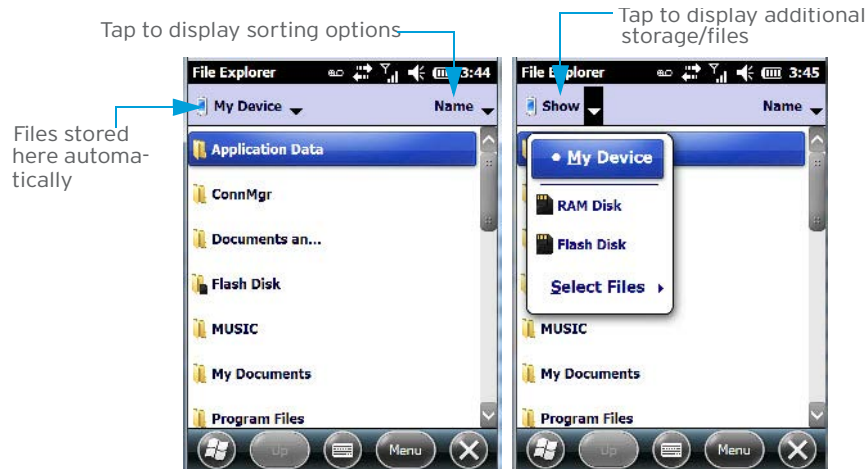 Tap to display sorting options
Tap to display additional
storage/files
Files stored
here automa-
tically
File Explorer 3:44
My Device Name
Application Data
ConnMgr
Documents an...
Flash Disk
MUSIC
My Documents
Program Files
Up Menu
File Explorer 3:45
Show Name
My Device
RAM Disk
Flash Disk
Select Files
MUSIC
My Documents
Program Files
Up Menu